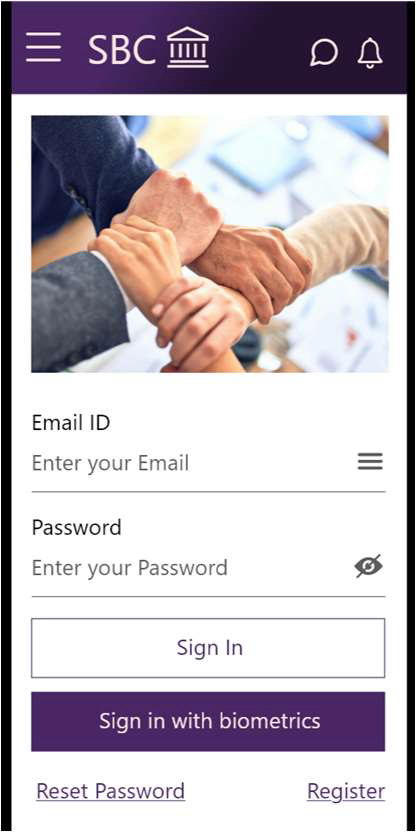 SBC
Email ID
Enter your Email
Password
Enter your Password
Sign In
Sign in with biometrics
Reset Password Register